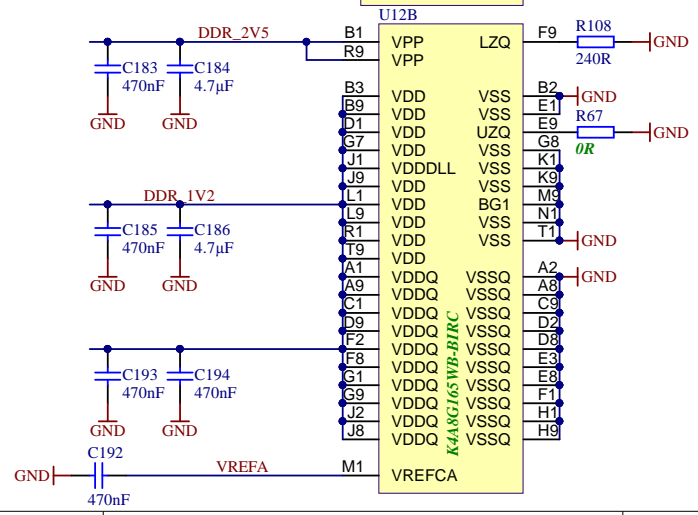 U12B
DDR_2V5 B1 VPP LZQ F9 R108 GND
R9 VPP 240R
C183 C184
470nF 4.7µF
GND GND
B3 VDD VSS B2 GND
B9 VDD VSS E1
D1 VDD UZQ E9 R67 GND
G7 VDD VSS G8 0R
J1 VDDDLL VSS K1
J9 VDD VSS K9
DDR_1V2 L1 VDD BG1 M9
L9 VDD VSS N1
R1 VDD VSS T1 GND
T9 VDD
C185 C186
470nF 4.7µF
GND GND
A1 VDDQ VSSQ A2 GND
A9 VDDQ VSSQ A8
C1 VDDQ VSSQ C9
D9 VDDQ VSSQ D2
F2 VDDQ VSSQ D8
F8 VDDQ VSSQ E3
G1 VDDQ VSSQ E8
G9 VDDQ VSSQ F1
J2 VDDQ VSSQ H1
J8 VDDQ VSSQ H9
K4A8G165WB-BIRC
C193 C194
470nF 470nF
GND GND
C192
GND VREFA M1 VREFCA
470nF